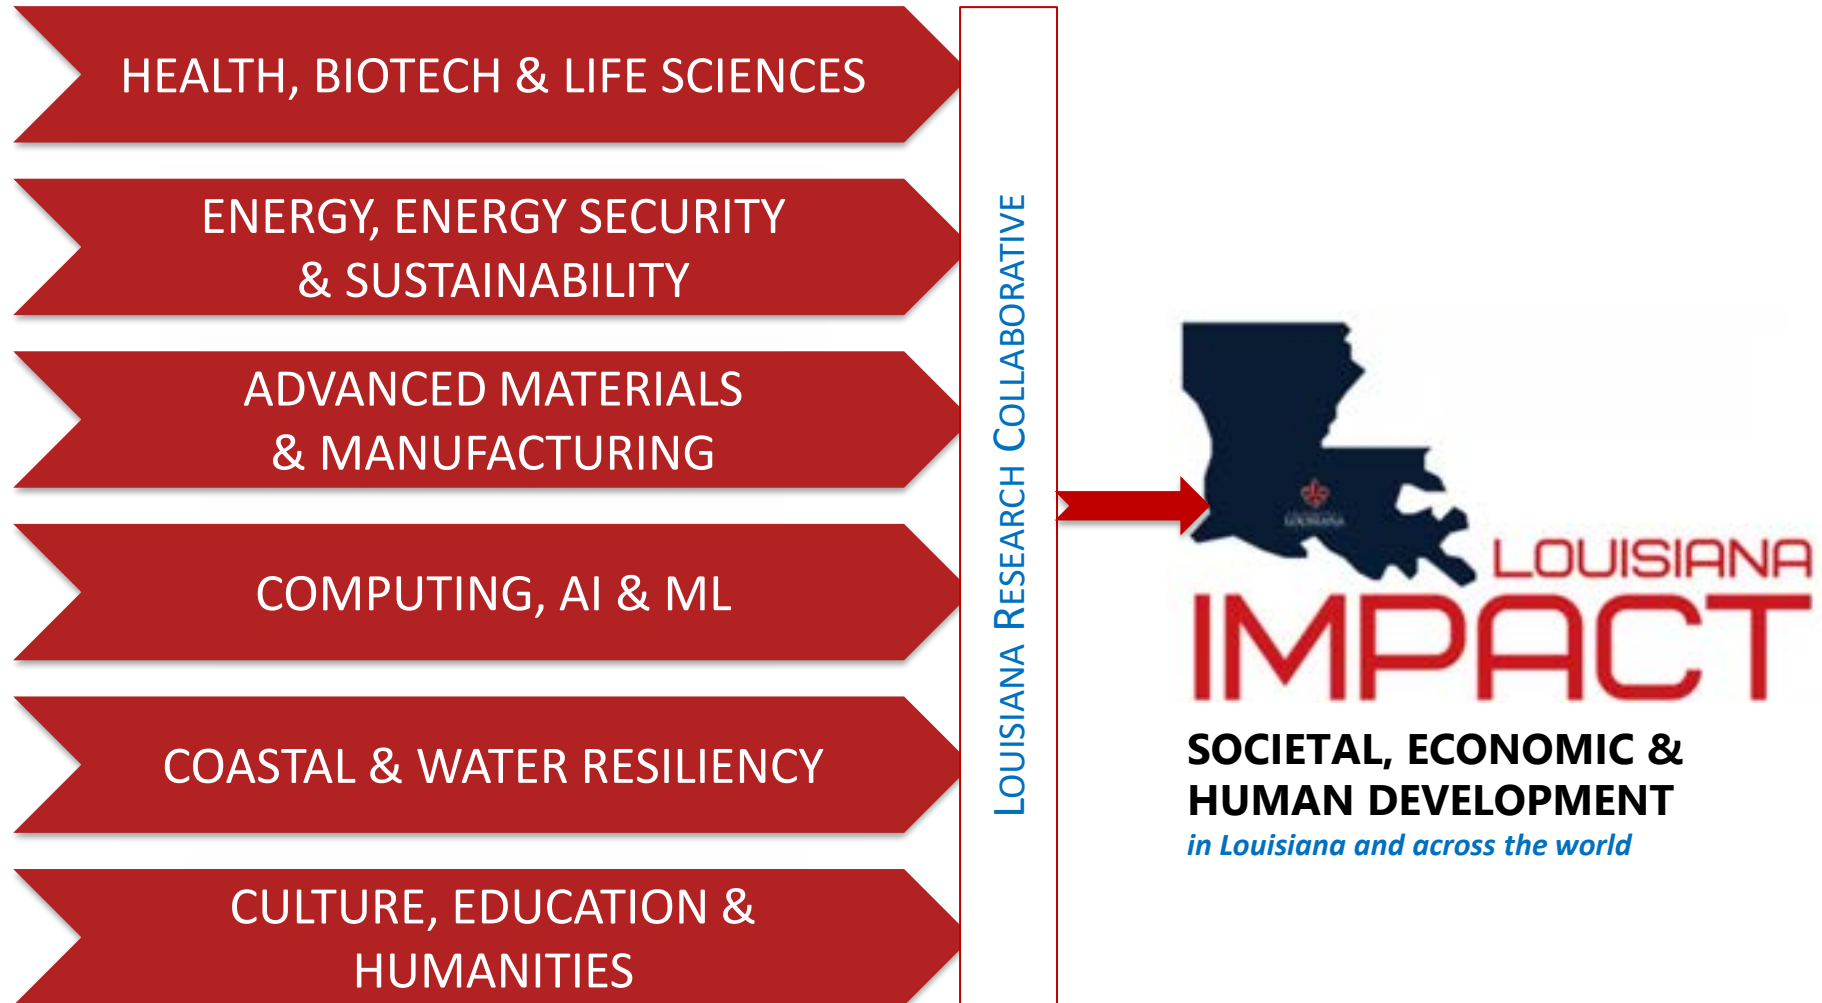 HEALTH, BIOTECH & LIFE SCIENCES
ENERGY, ENERGY SECURITY
& SUSTAINABILITY
ADVANCED MATERIALS
& MANUFACTURING
COMPUTING, AI & ML
COASTAL & WATER RESILIENCY
CULTURE, EDUCATION &
HUMANITIES
LOUISIANA RESEARCH COLLABORATIVE
LOUISIANA
LOUISIANA
IMPACT
SOCIETAL, ECONOMIC &
HUMAN DEVELOPMENT
in Louisiana and across the world